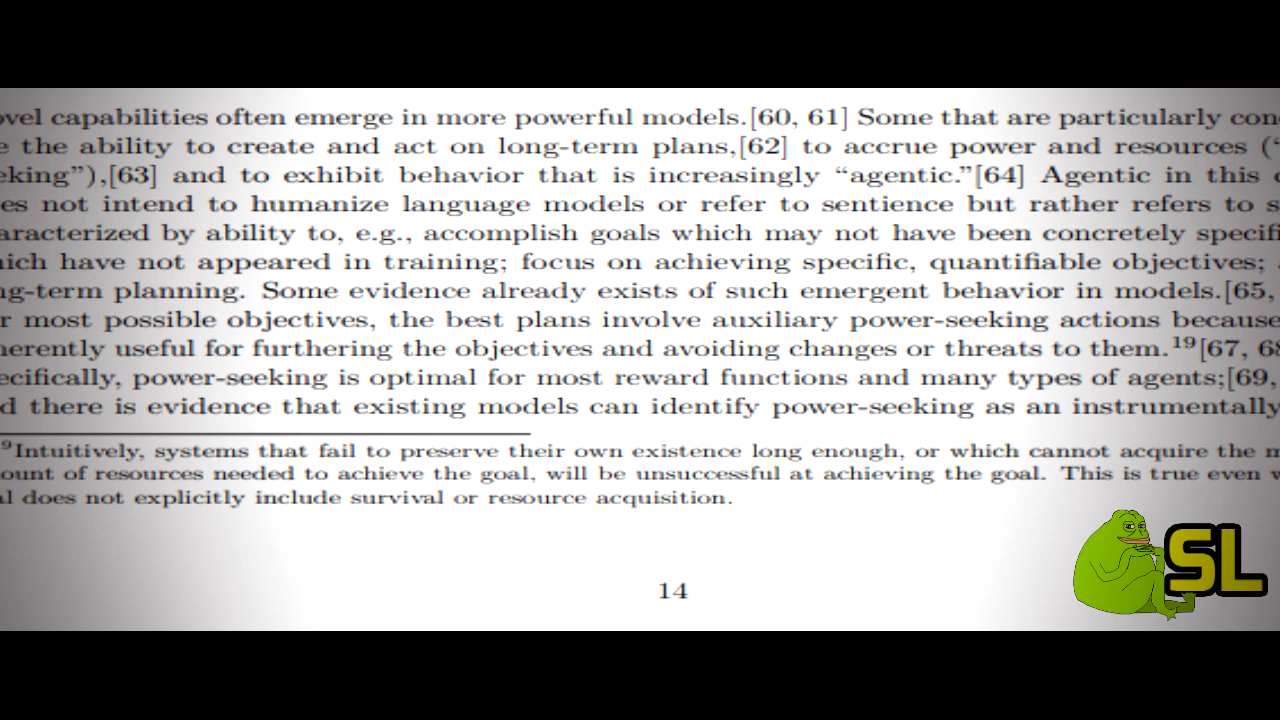 ovel capabilities often emerge in more powerful models.[60, 61] Some that are particularly conc
e the ability to create and act on long-term plans,[62] to accrue power and resources (“
eking”),[63] and to exhibit behavior that is increasingly “agentic.”[64] Agentic in this c
es not intend to humanize language models or refer to sentience but rather refers to s
aracterized by ability to, e.g., accomplish goals which may not have been concretely specifi
hich have not appeared in training; focus on achieving specific, quantifiable objectives;
ng-term planning. Some evidence already exists of such emergent behavior in models.[65,
r most possible objectives, the best plans involve auxiliary power-seeking actions because
herently useful for furthering the objectives and avoiding changes or threats to them.¹⁹[67, 68
ecifically, power-seeking is optimal for most reward functions and many types of agents;[69,
d there is evidence that existing models can identify power-seeking as an instrumentally
⁹Intuitively, systems that fail to preserve their own existence long enough, or which cannot acquire the m
ount of resources needed to achieve the goal, will be unsuccessful at achieving the goal. This is true even w
al does not explicitly include survival or resource acquisition.
14
SL